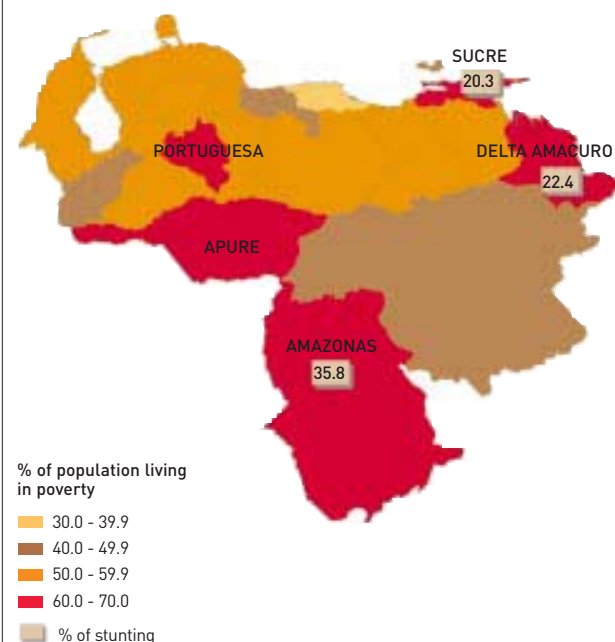 SUCRE
20.3
PORTUGUESA
DELTA AMACURO
22.4
APURE
AMAZONAS
35.8
% of population living
in poverty
30.0 - 39.9
40.0 - 49.9
50.0 - 59.9
60.0 - 70.0
% of stunting